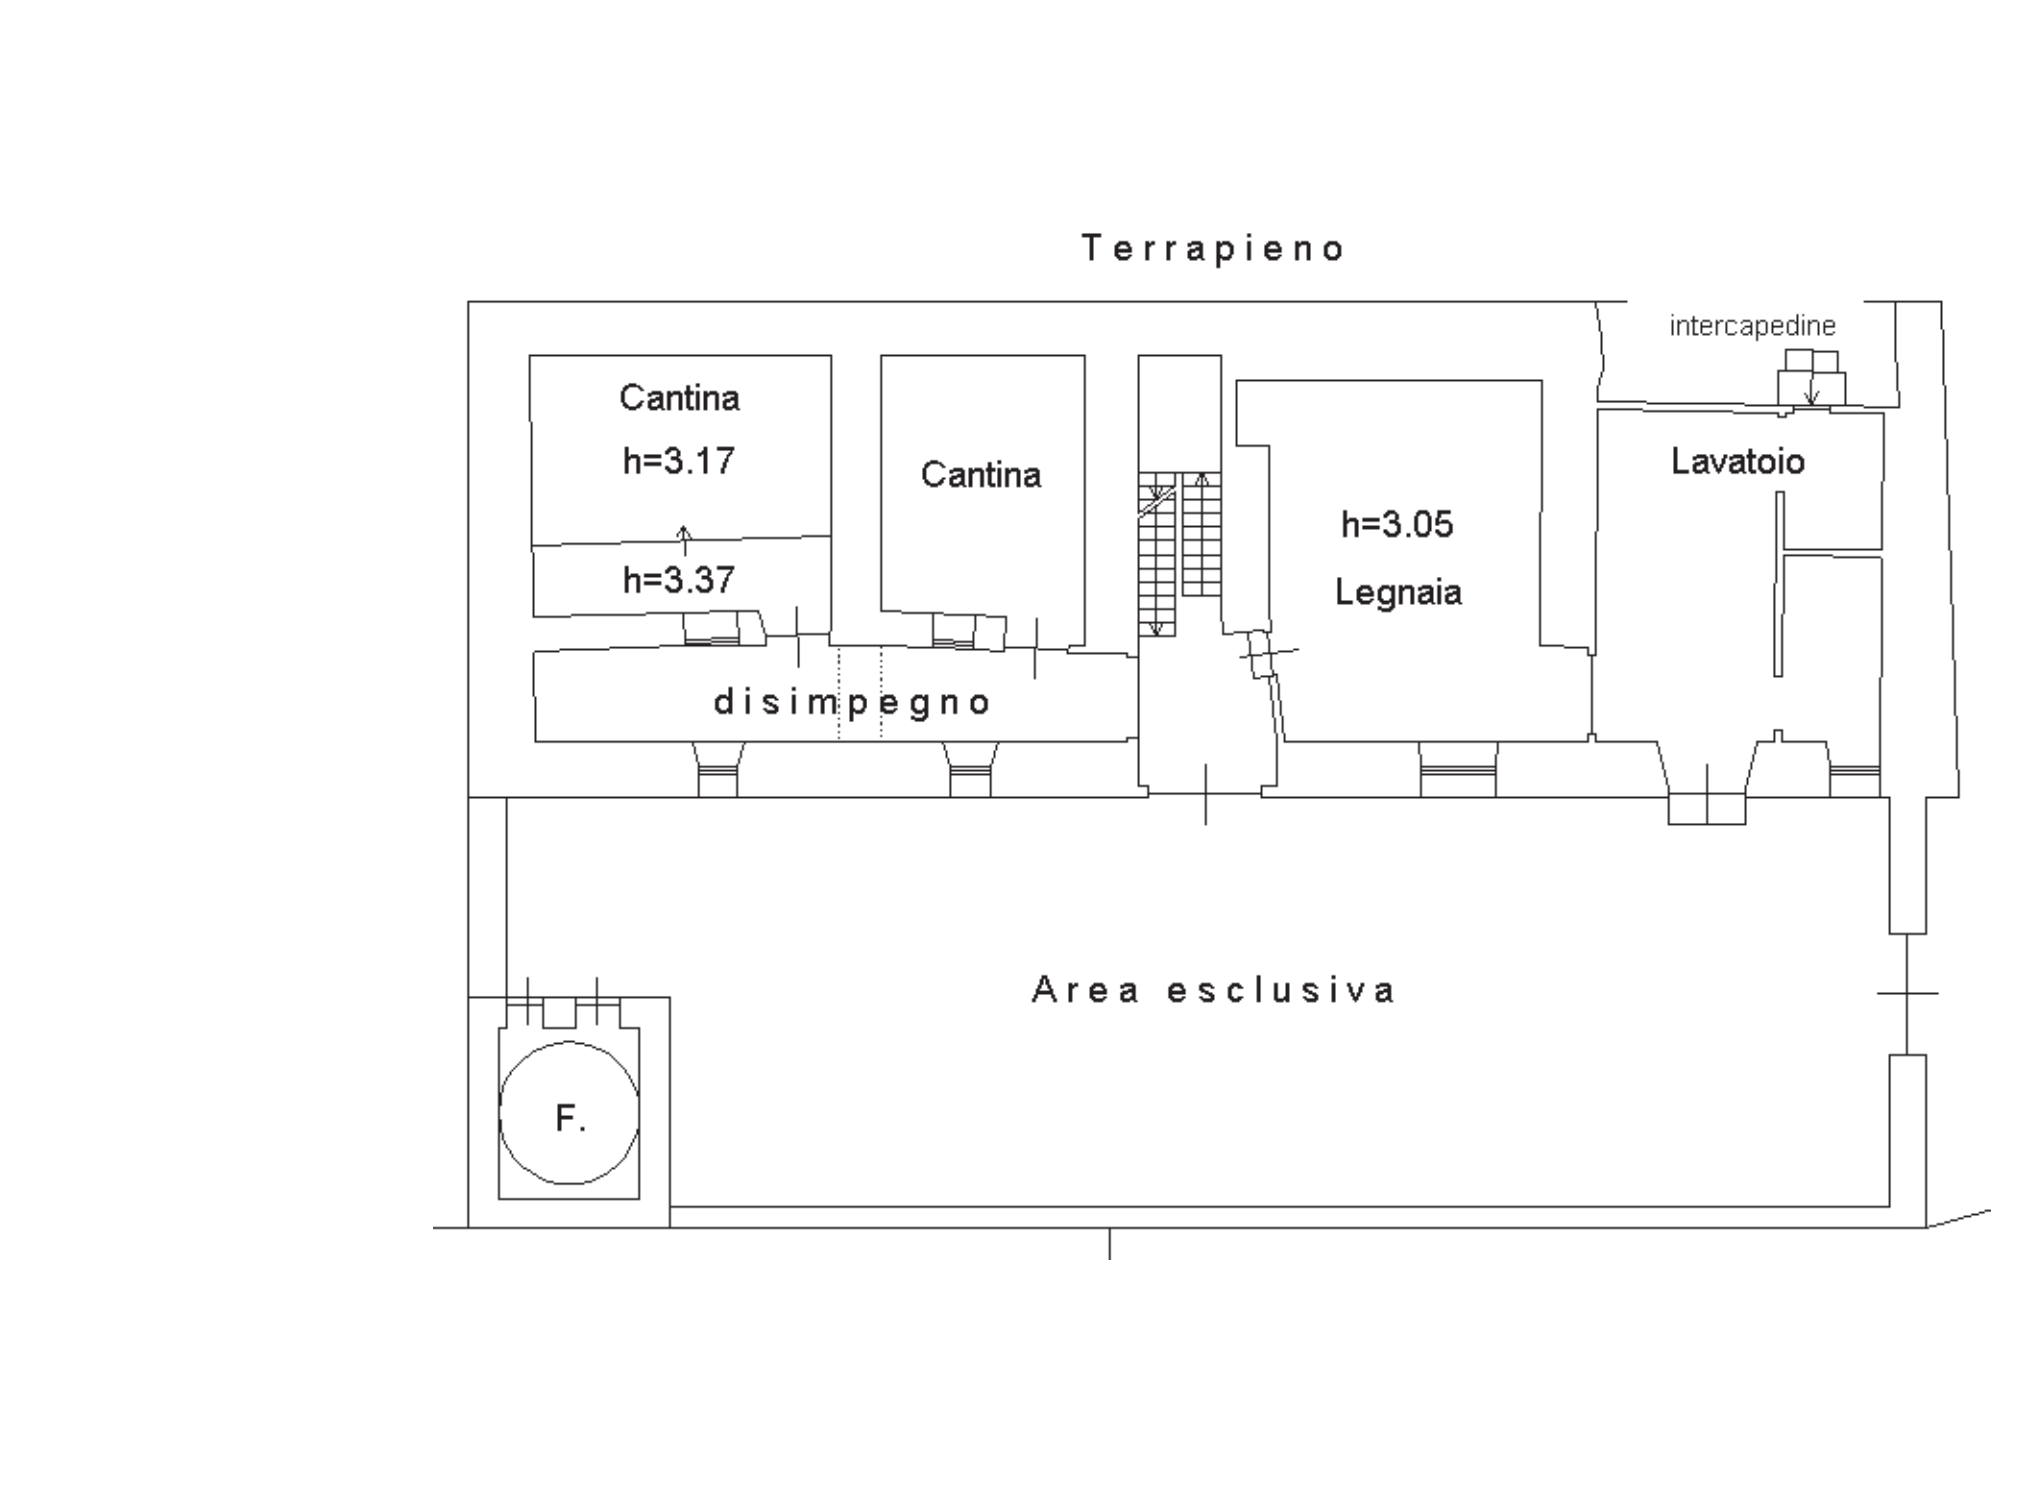 Terrapieno
intercapedine
Cantina
h=3.17
h=3.37
Cantina
h=3.05
Legnaia
Lavatoio
disimpegno
Area esclusiva
F.